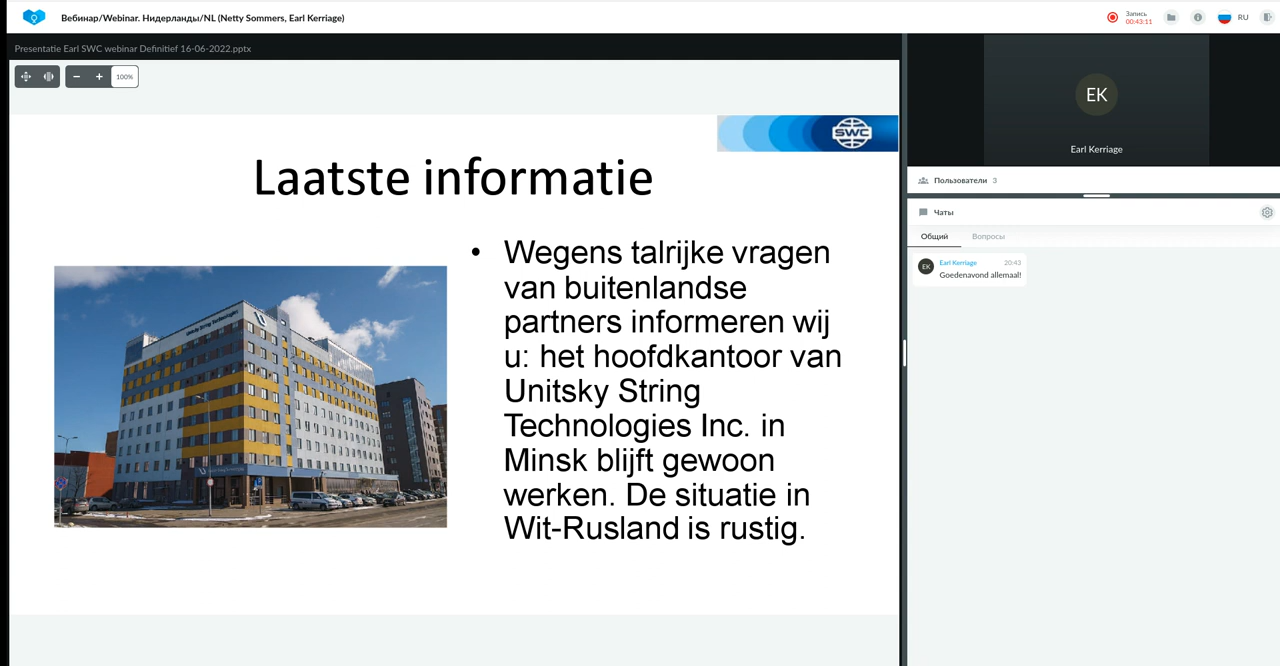 Вебинар/Webinar. Нидерланды/NL (Netty Sommers, Earl Kerriage)
Запись
00:43:11
RU
Presentatie Earl SWC webinar Definitief 16-06-2022.pptx
100%
SWC
Laatste informatie
• Wegens talrijke vragen
van buitenlandse
partners informeren wij
u: het hoofdkantoor van
Unitsky String
Technologies Inc. in
Minsk blijft gewoon
werken. De situatie in
Wit-Rusland is rustig.
Unitsky String Technologies
EK
Earl Kerriage
Пользователи 3
Чаты
Общий Вопросы
EK
Earl Kerriage 20:43
Goedenavond allemaal!